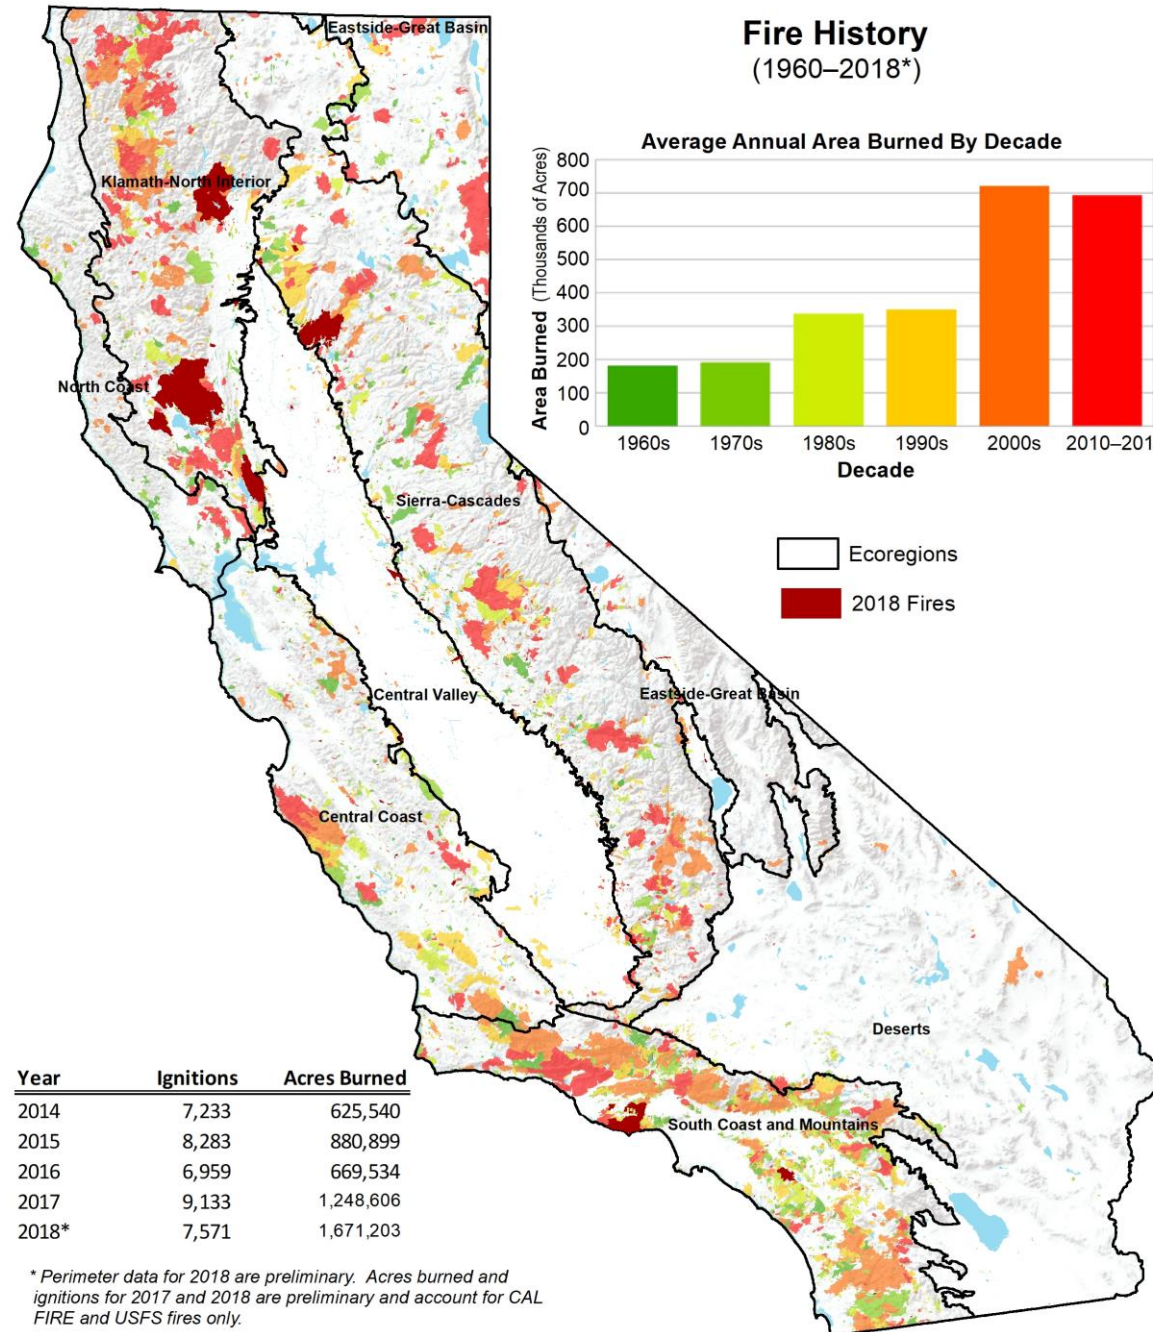 Fire History
(1960–2018*)
Average Annual Area Burned By Decade
Area Burned (Thousands of Acres)
800
700
600
500
400
300
200
100
0
1960s 1970s 1980s 1990s 2000s 2010–201
Decade
Ecoregions
2018 Fires
Eastside-Great Basin
Klamath-North Interior
North Coast
Sierra-Cascades
Central Valley
Eastside-Great Basin
Central Coast
Deserts
South Coast and Mountains
Year Ignitions Acres Burned
2014 7,233 625,540
2015 8,283 880,899
2016 6,959 669,534
2017 9,133 1,248,606
2018* 7,571 1,671,203
* Perimeter data for 2018 are preliminary. Acres burned and
ignitions for 2017 and 2018 are preliminary and account for CAL
FIRE and USFS fires only.